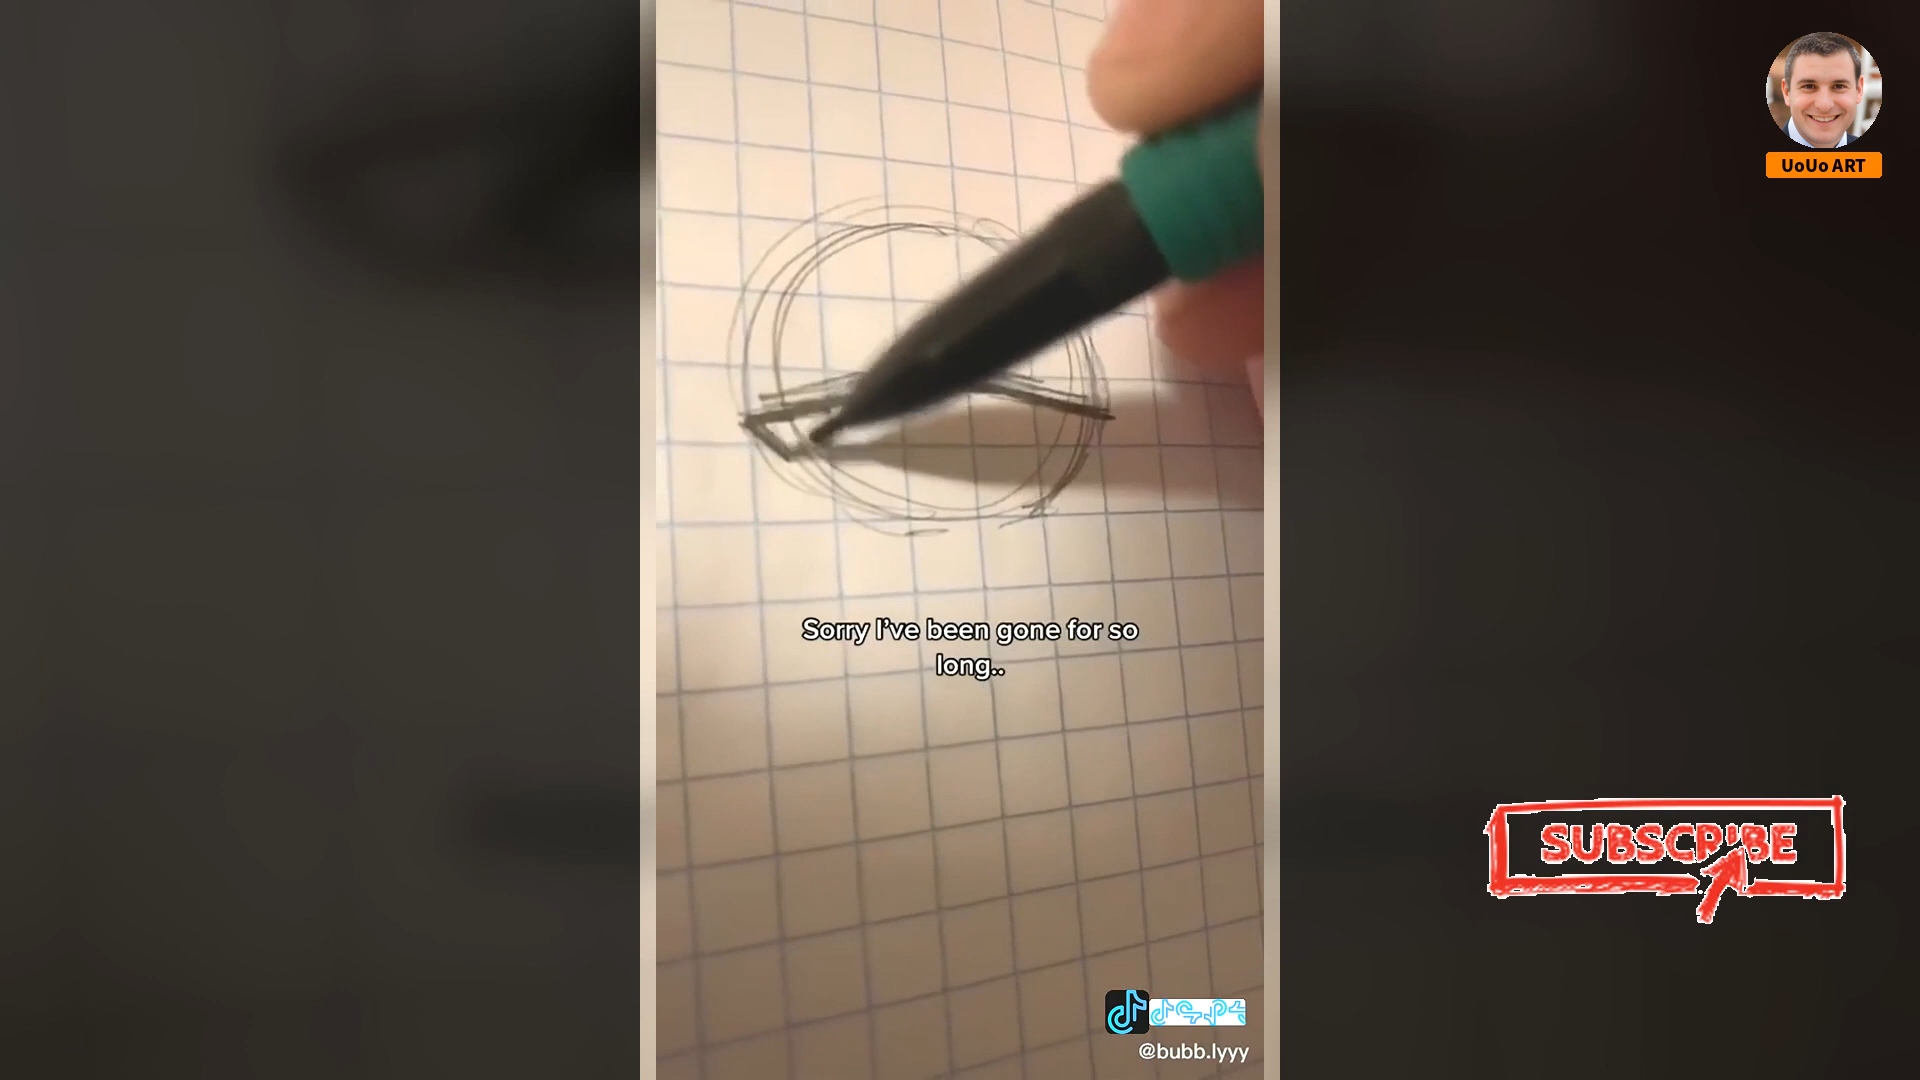 UoUo ART
Sorry I've been gone for so
long..
SUBSCRIBE
@bubb.lyyy